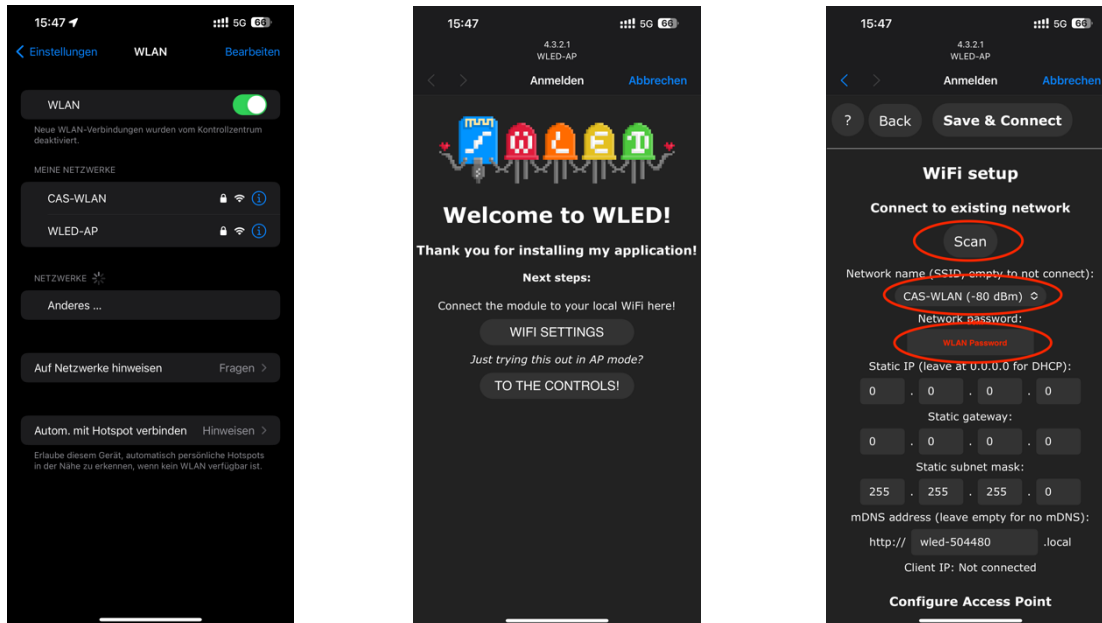 15:47
5G 66
Einstellungen WLAN Bearbeiten
WLAN
Neue WLAN-Verbindungen wurden vom Kontrollzentrum
deaktiviert.
MEINE NETZWERKE
CAS-WLAN
WLED-AP
NETZWERKE
Anderes ...
Auf Netzwerke hinweisen Fragen
Autom. mit Hotspot verbinden Hinweisen
Erlaube diesem Gerät, automatisch persönliche Hotspots
in der Nähe zu erkennen, wenn kein WLAN verfügbar ist.
15:47
5G 66
4.3.2.1
WLED-AP
Anmelden Abbrechen
WLED
Welcome to WLED!
Thank you for installing my application!
Next steps:
Connect the module to your local WiFi here!
WIFI SETTINGS
Just trying this out in AP mode?
TO THE CONTROLS!
15:47
5G 66
4.3.2.1
WLED-AP
Anmelden Abbrechen
? Back Save & Connect
WiFi setup
Connect to existing network
Scan
Network name (SSID, empty to not connect):
CAS-WLAN (-80 dBm)
Network password:
WLAN Password
Static IP (leave at 0.0.0.0 for DHCP):
0 . 0 . 0 . 0
Static gateway:
0 . 0 . 0 . 0
Static subnet mask:
255 . 255 . 255 . 0
mDNS address (leave empty for no mDNS):
http:// wled-504480 .local
Client IP: Not connected
Configure Access Point